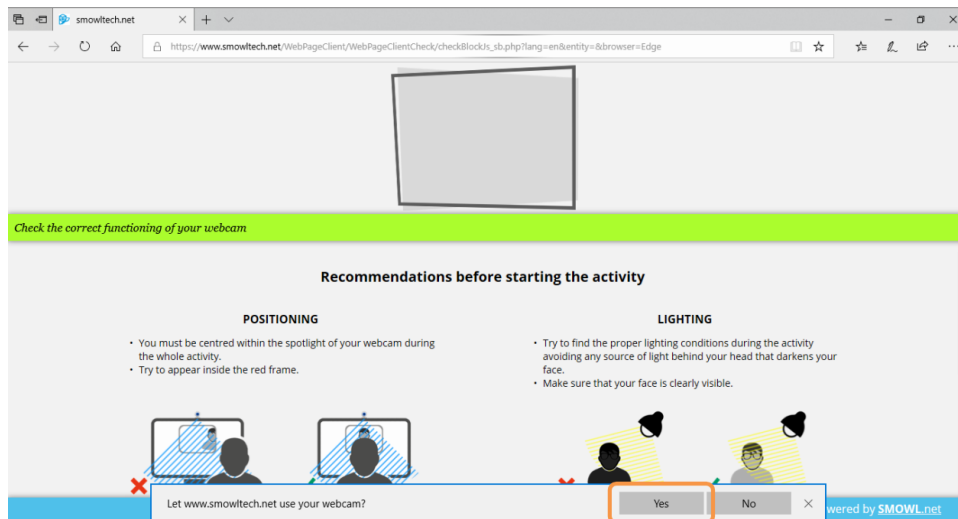 smowltech.net
https://www.smowltech.net/WebPageClient/WebPageClientCheck/checkBlockJs_sb.php?lang=en&entity=&browser=Edge
Check the correct functioning of your webcam
Recommendations before starting the activity
POSITIONING
• You must be centred within the spotlight of your webcam during
the whole activity.
• Try to appear inside the red frame.
LIGHTING
• Try to find the proper lighting conditions during the activity
avoiding any source of light behind your head that darkens your
face.
• Make sure that your face is clearly visible.
Let www.smowltech.net use your webcam?
Yes
No
wered by SMOWL.net